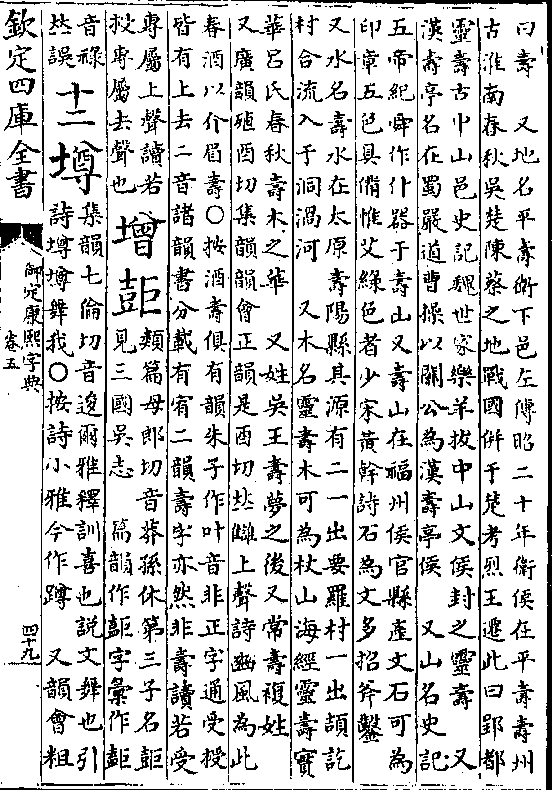 曰壽　又地名平壽衛下邑左傳昭二十年衛侯在平壽壽州
古淮南春秋吳楚陳蔡之地戰國併于楚考烈王遷此曰郢都
靈壽古中山邑史記魏世家樂羊拔中山文侯封之靈壽　又
漢壽亭名在蜀嚴道曹操以關公為漢壽亭侯　又山名史記
五帝紀舜作什器于壽山又壽山在福州侯官縣產文石可為
印章五色具備惟艾綠色者少宋黃幹詩石為文多招斧鑿
又水名壽水在太原壽陽縣其源有二一出要羅村一出頡訖
村合流入于洞渦河　又木名靈壽木可為杖山海經靈壽實
華呂氏春秋壽木之華　又姓吳王壽夢之後又常壽複姓
又廣韻殖酉切集韻韻會正韻是酉切𠀤讎上聲詩豳風為此
春酒以介眉壽○按酒壽俱有韻朱子作叶音非正字通受授
皆有上去二音諸韻書分載有宥二韻壽字亦然非壽讀若受
專屬上聲讀若
授專屬去聲也
壿
㖛
類篇母郎切音莽孫休第三子名㖛
見三國吳志　篇韻作㖛字彙作㖛
音祿
𠀤誤
十二
壿
集韻七倫切音逡爾雅釋訓喜也說文舞也引
詩壿壿舞我○按詩小雅今作蹲　又韻會粗
欽定四庫全書
御定康熙字典
卷五
四十九